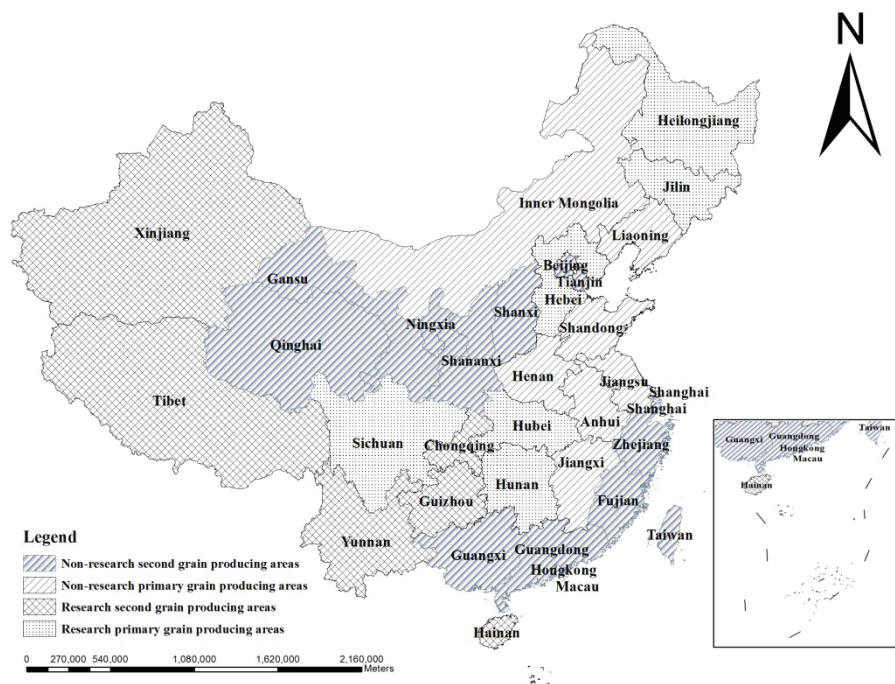 N
Heilongjiang
Jilin
Inner Mongolia
Liaoning
Xinjiang
Beijing
Tianjin
Gansu
Hebei
Shanxi
Ningxia
Shandong
Qinghai
Shananxi
Henan
Jiangsu
Shanghai
Tibet
Shanghai
Hubei
Anhui
Sichuan
Chongqing
Zhejiang
Jiangxi
Hunan
Guizhou
Fujian
Yunnan
Taiwan
Guangxi
Guangdong
Hongkong
Macau
Hainan
Taiwan
Guangxi
Guangdong
Hongkong
Macau
Hainan
Legend
Non-research second grain producing areas
Non-research primary grain producing areas
Research second grain producing areas
Research primary grain producing areas
0 270,000 540,000 1,080,000 1,620,000 2,160,000
Meters